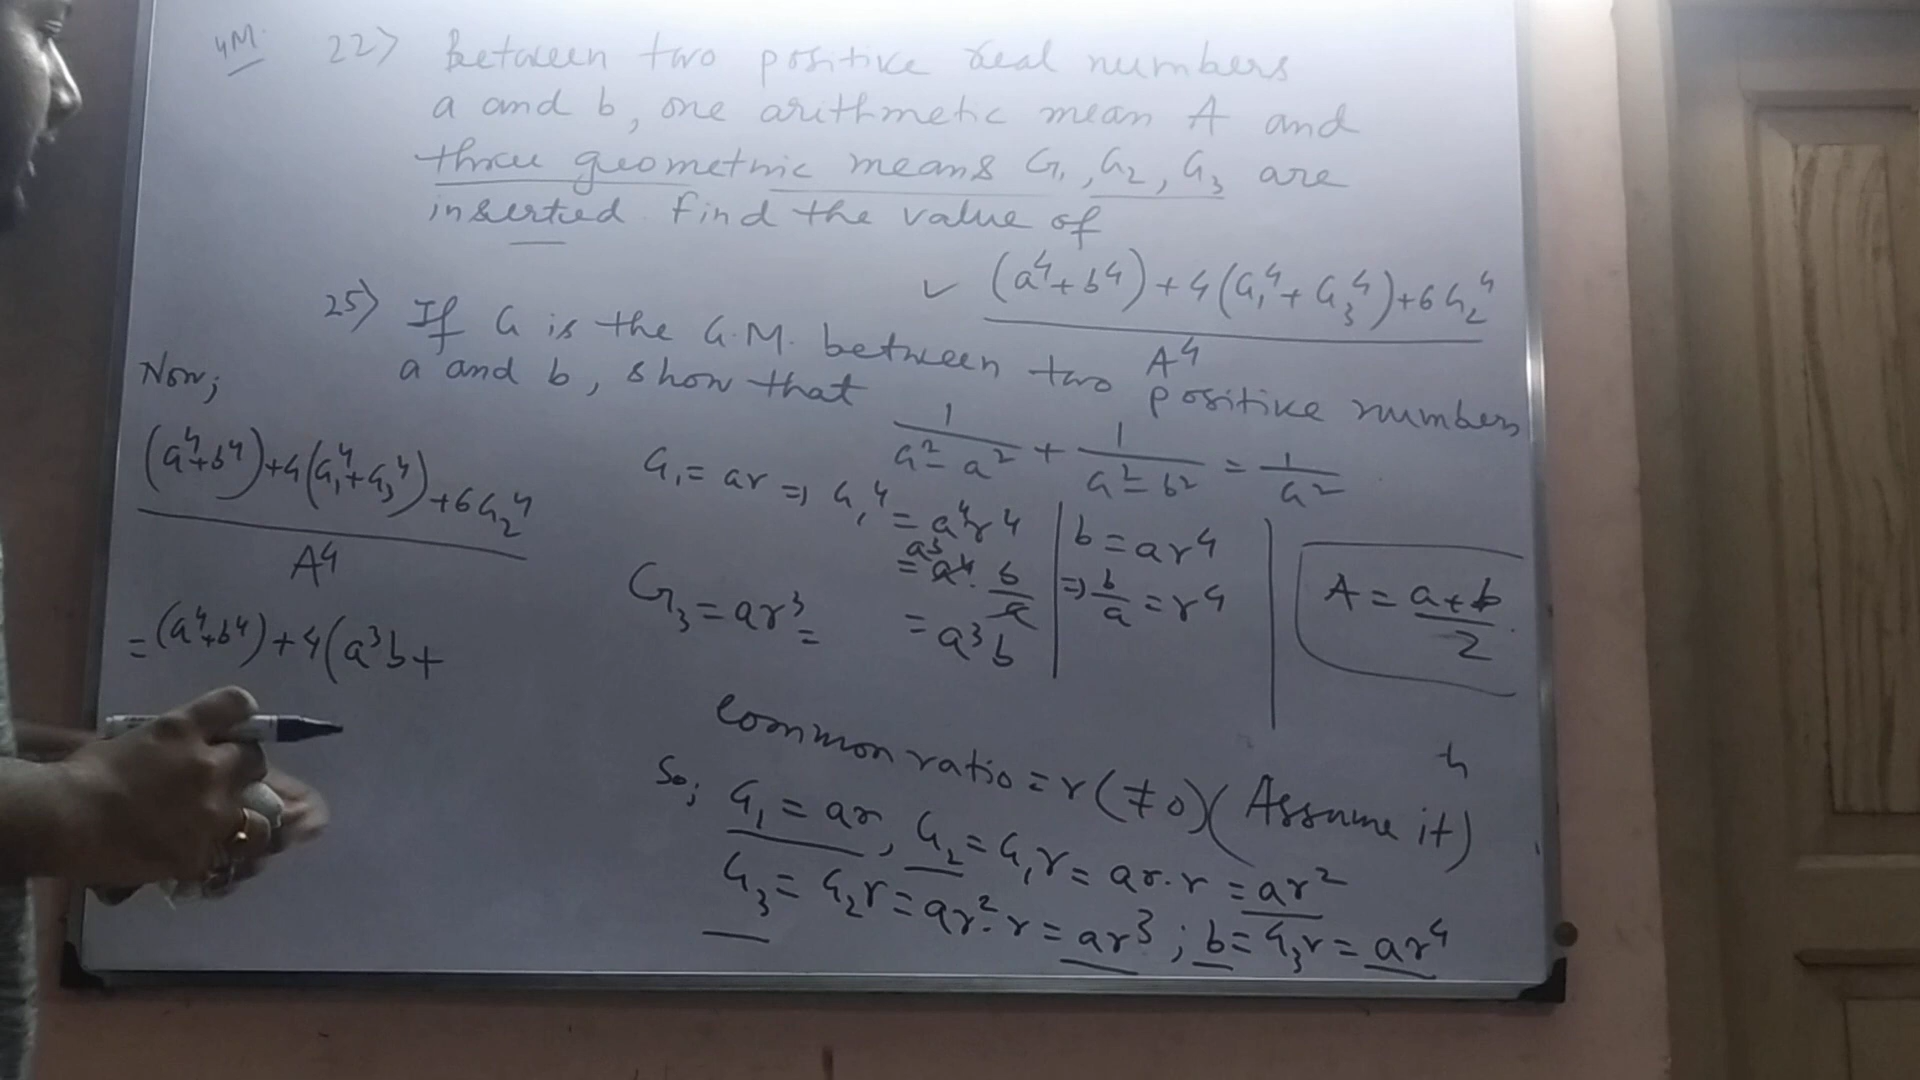 4M. 22> Between two positive real numbers
a and b, one arithmetic mean A and
three geometric means G₁, G₂, G₃ are
inserted. Find the value of
✓ (a⁴+b⁴)+4(G₁⁴+G₃⁴)+6G₂⁴
A⁴
25> If G is the G.M. between two positive numbers
a and b, show that
1/(G²-a²) + 1/(G²-b²) = 1/G²
Now;
(a⁴+b⁴)+4(G₁⁴+G₃⁴)+6G₂⁴
A⁴
=(a⁴+b⁴)+4(a³b+
G₁=ar⇒G₁⁴=a⁴r⁴
=a⁴·b/a
a³
=a³b
G₃=ar³=
b=ar⁴
⇒b/a=r⁴
A=(a+b)/2
common ratio=r(≠0)(Assume it)
So; G₁=ar, G₂=G₁r=ar·r=ar²
G₃=G₂r=ar²·r=ar³; b=G₃r=ar⁴